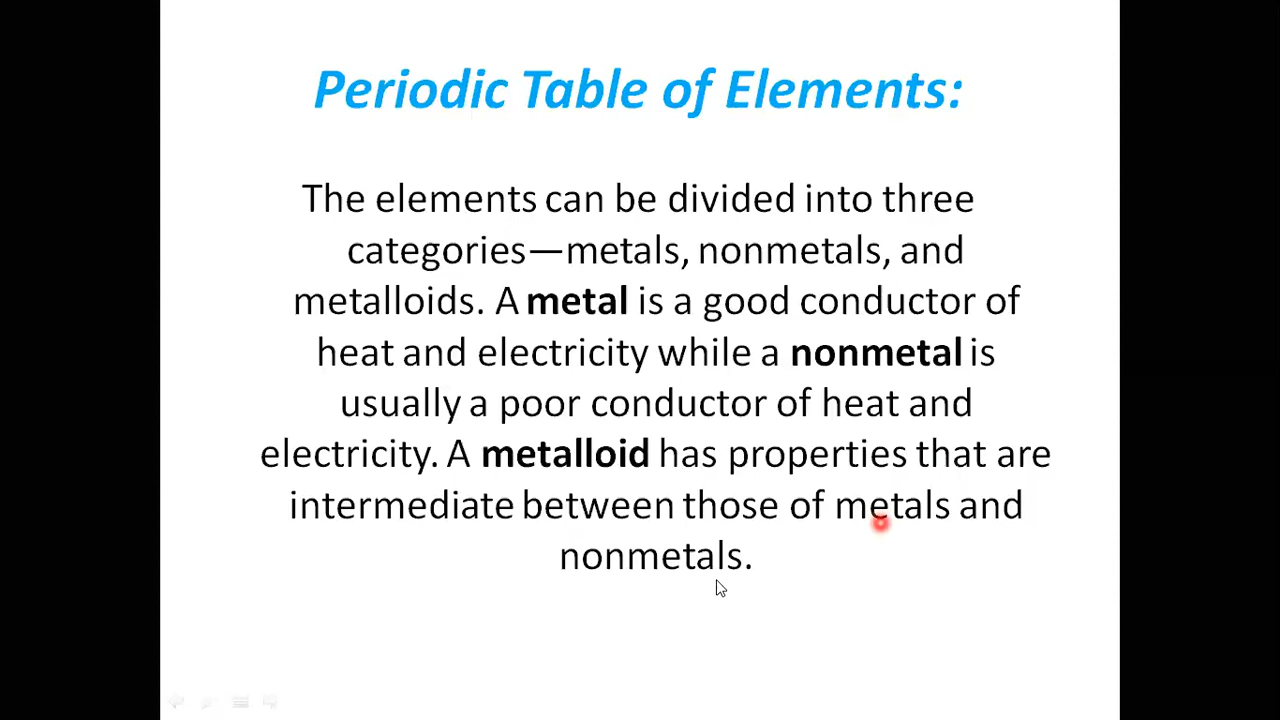 Periodic Table of Elements:
The elements can be divided into three
categories—metals, nonmetals, and
metalloids. A metal is a good conductor of
heat and electricity while a nonmetal is
usually a poor conductor of heat and
electricity. A metalloid has properties that are
intermediate between those of metals and
nonmetals.